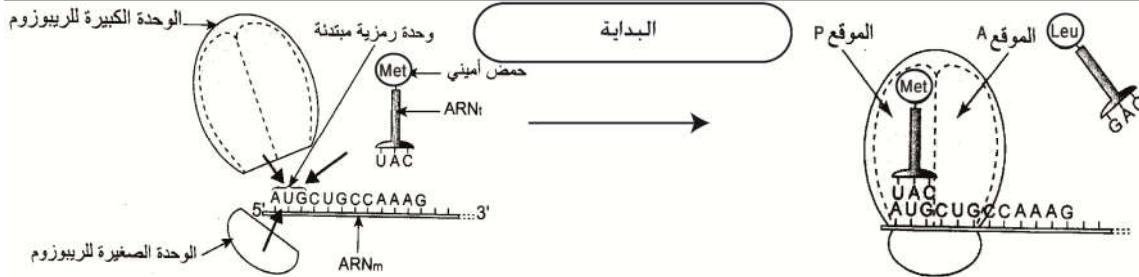 الوحدة الكبيرة للريبوزوم
وحدة رمزية مبتدئة
Met
حمض أميني
ARNt
UAC
AUGCUGCCAAAG
5'
3'
الوحدة الصغيرة للريبوزوم
ARNm
البداية
الموقع P
الموقع A
Leu
Met
GAC
UAC
AUGCUGCCAAAG